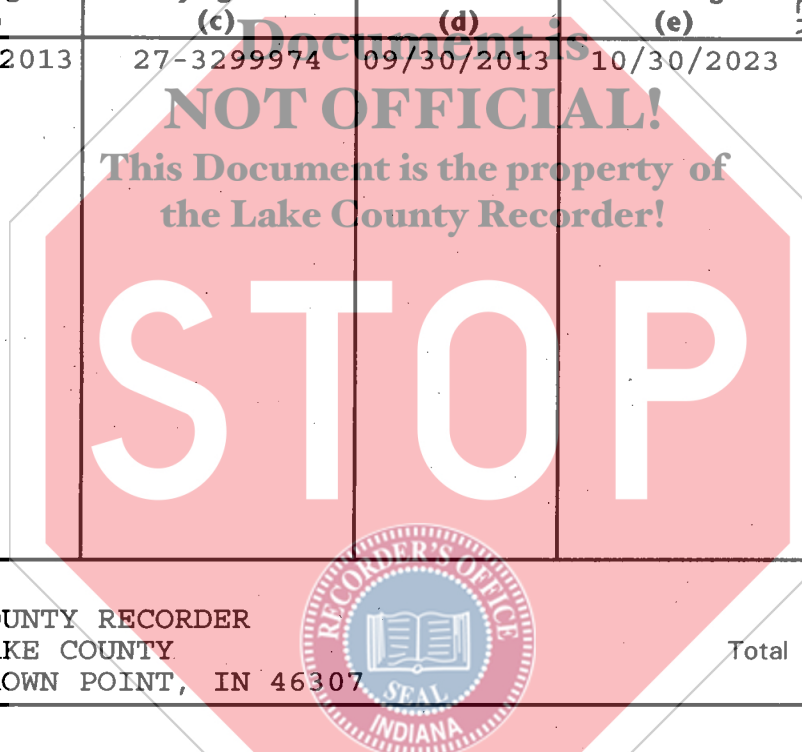 (c) (d) (e)
Document is
2013 27-3299974 09/30/2013 10/30/2023
NOT OFFICIAL!
This Document is the property of
the Lake County Recorder!
STOP
RECORDER'S OFFICE
SEAL
INDIANA
UNTY RECORDER
KE COUNTY
Total
OWN POINT, IN 46307